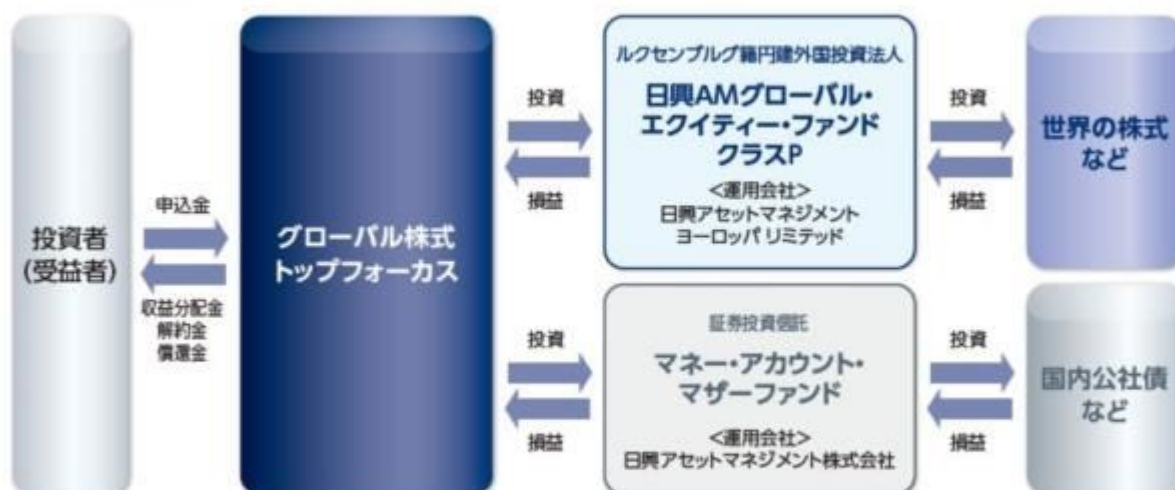 投資者
(受益者)
申込金
収益分配金
解約金
償還金
グローバル株式
トップフォーカス
投資
損益
ルクセンブルグ籍円建外国投資法人
日興AMグローバル・
エクイティー・ファンド
クラスP
<運用会社>
日興アセットマネジメント
ヨーロッパ リミテッド
投資
損益
世界の株式
など
投資
損益
証券投資信託
マネー・アカウント・
マザーファンド
<運用会社>
日興アセットマネジメント株式会社
投資
損益
国内公社債
など